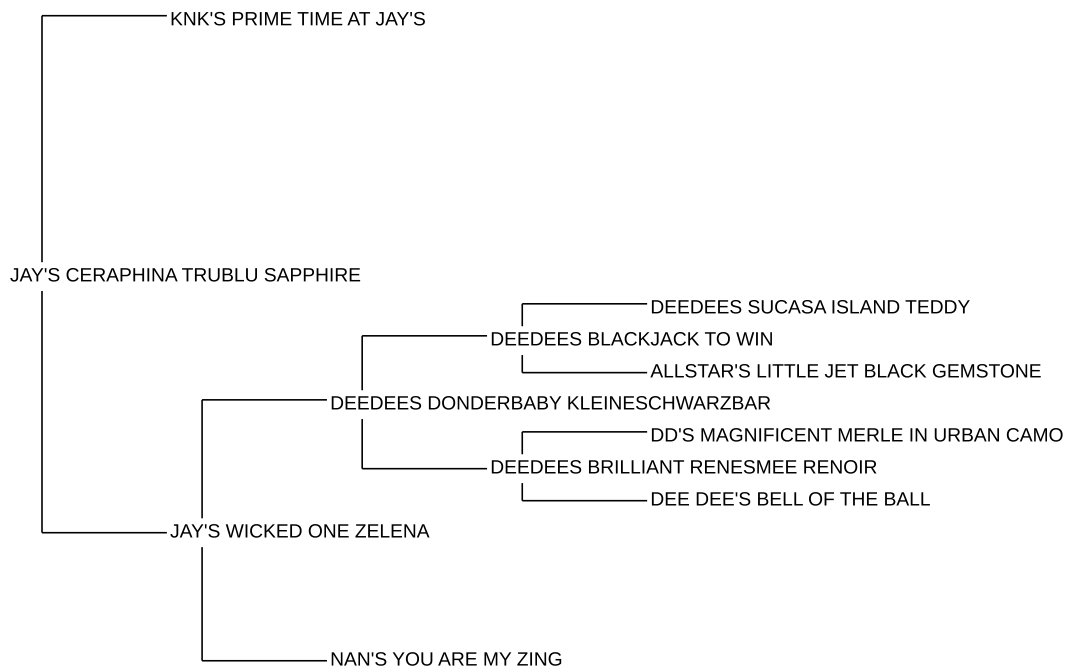 KNK'S PRIME TIME AT JAY'S
JAY'S CERAPHINA TRUBLU SAPPHIRE
DEEDEES SUCASA ISLAND TEDDY
DEEDEES BLACKJACK TO WIN
ALLSTAR'S LITTLE JET BLACK GEMSTONE
DEEDEES DONDERBABY KLEINESCHWARZBAR
DD'S MAGNIFICENT MERLE IN URBAN CAMO
DEEDEES BRILLIANT RENESMEE RENOIR
DEE DEE'S BELL OF THE BALL
JAY'S WICKED ONE ZELENA
NAN'S YOU ARE MY ZING